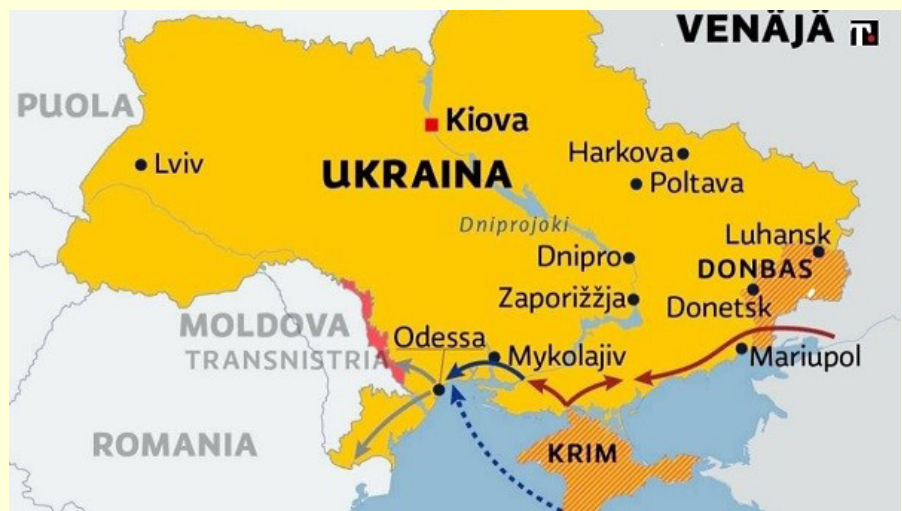 VENÄJÄ
PUOLA
Kiova
Lviv
Harkova
UKRAINA
Poltava
Dniprojoki
Luhansk
Dnipro
DONBAS
Zaporižžja
Donetsk
MOLDOVA
Odessa
TRANSNISTRIA
Mykolajiv
Mariupol
ROMANIA
KRIM